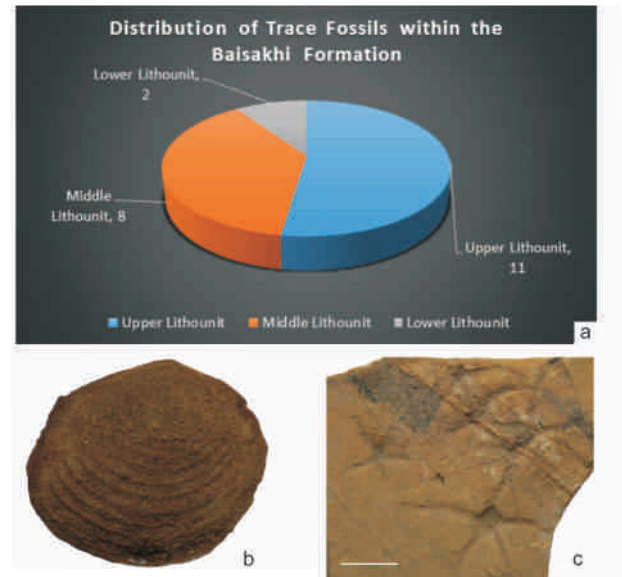 Distribution of Trace Fossils within the
Baisakhi Formation
Lower Lithounit,
2
Middle
Lithounit, 8
Upper Lithounit,
11
Upper Lithounit Middle Lithounit Lower Lithounit
a
b
c